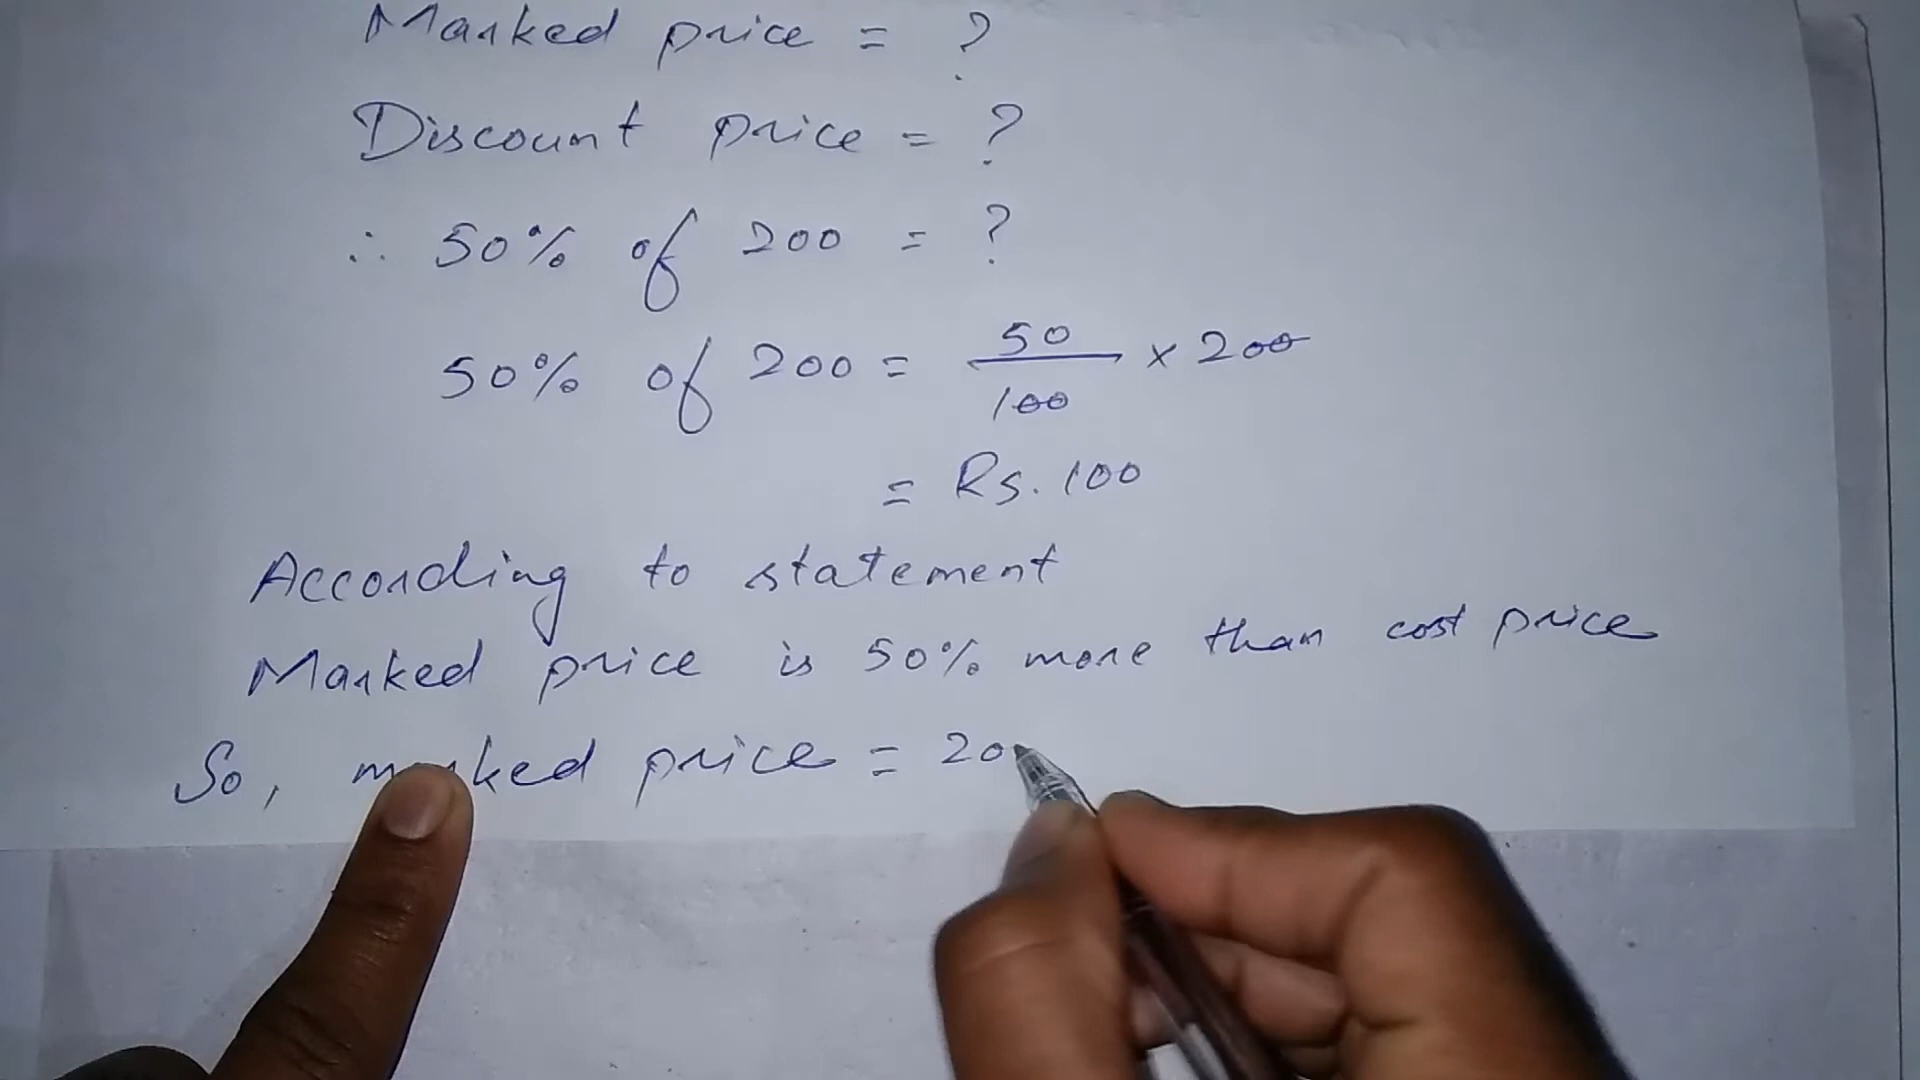 Marked price = ?
Discount price = ?
∴ 50% of 200 = ?
50% of 200 = 50/100 × 200
= Rs. 100
According to statement
Marked price is 50% more than cost price
So, marked price = 20